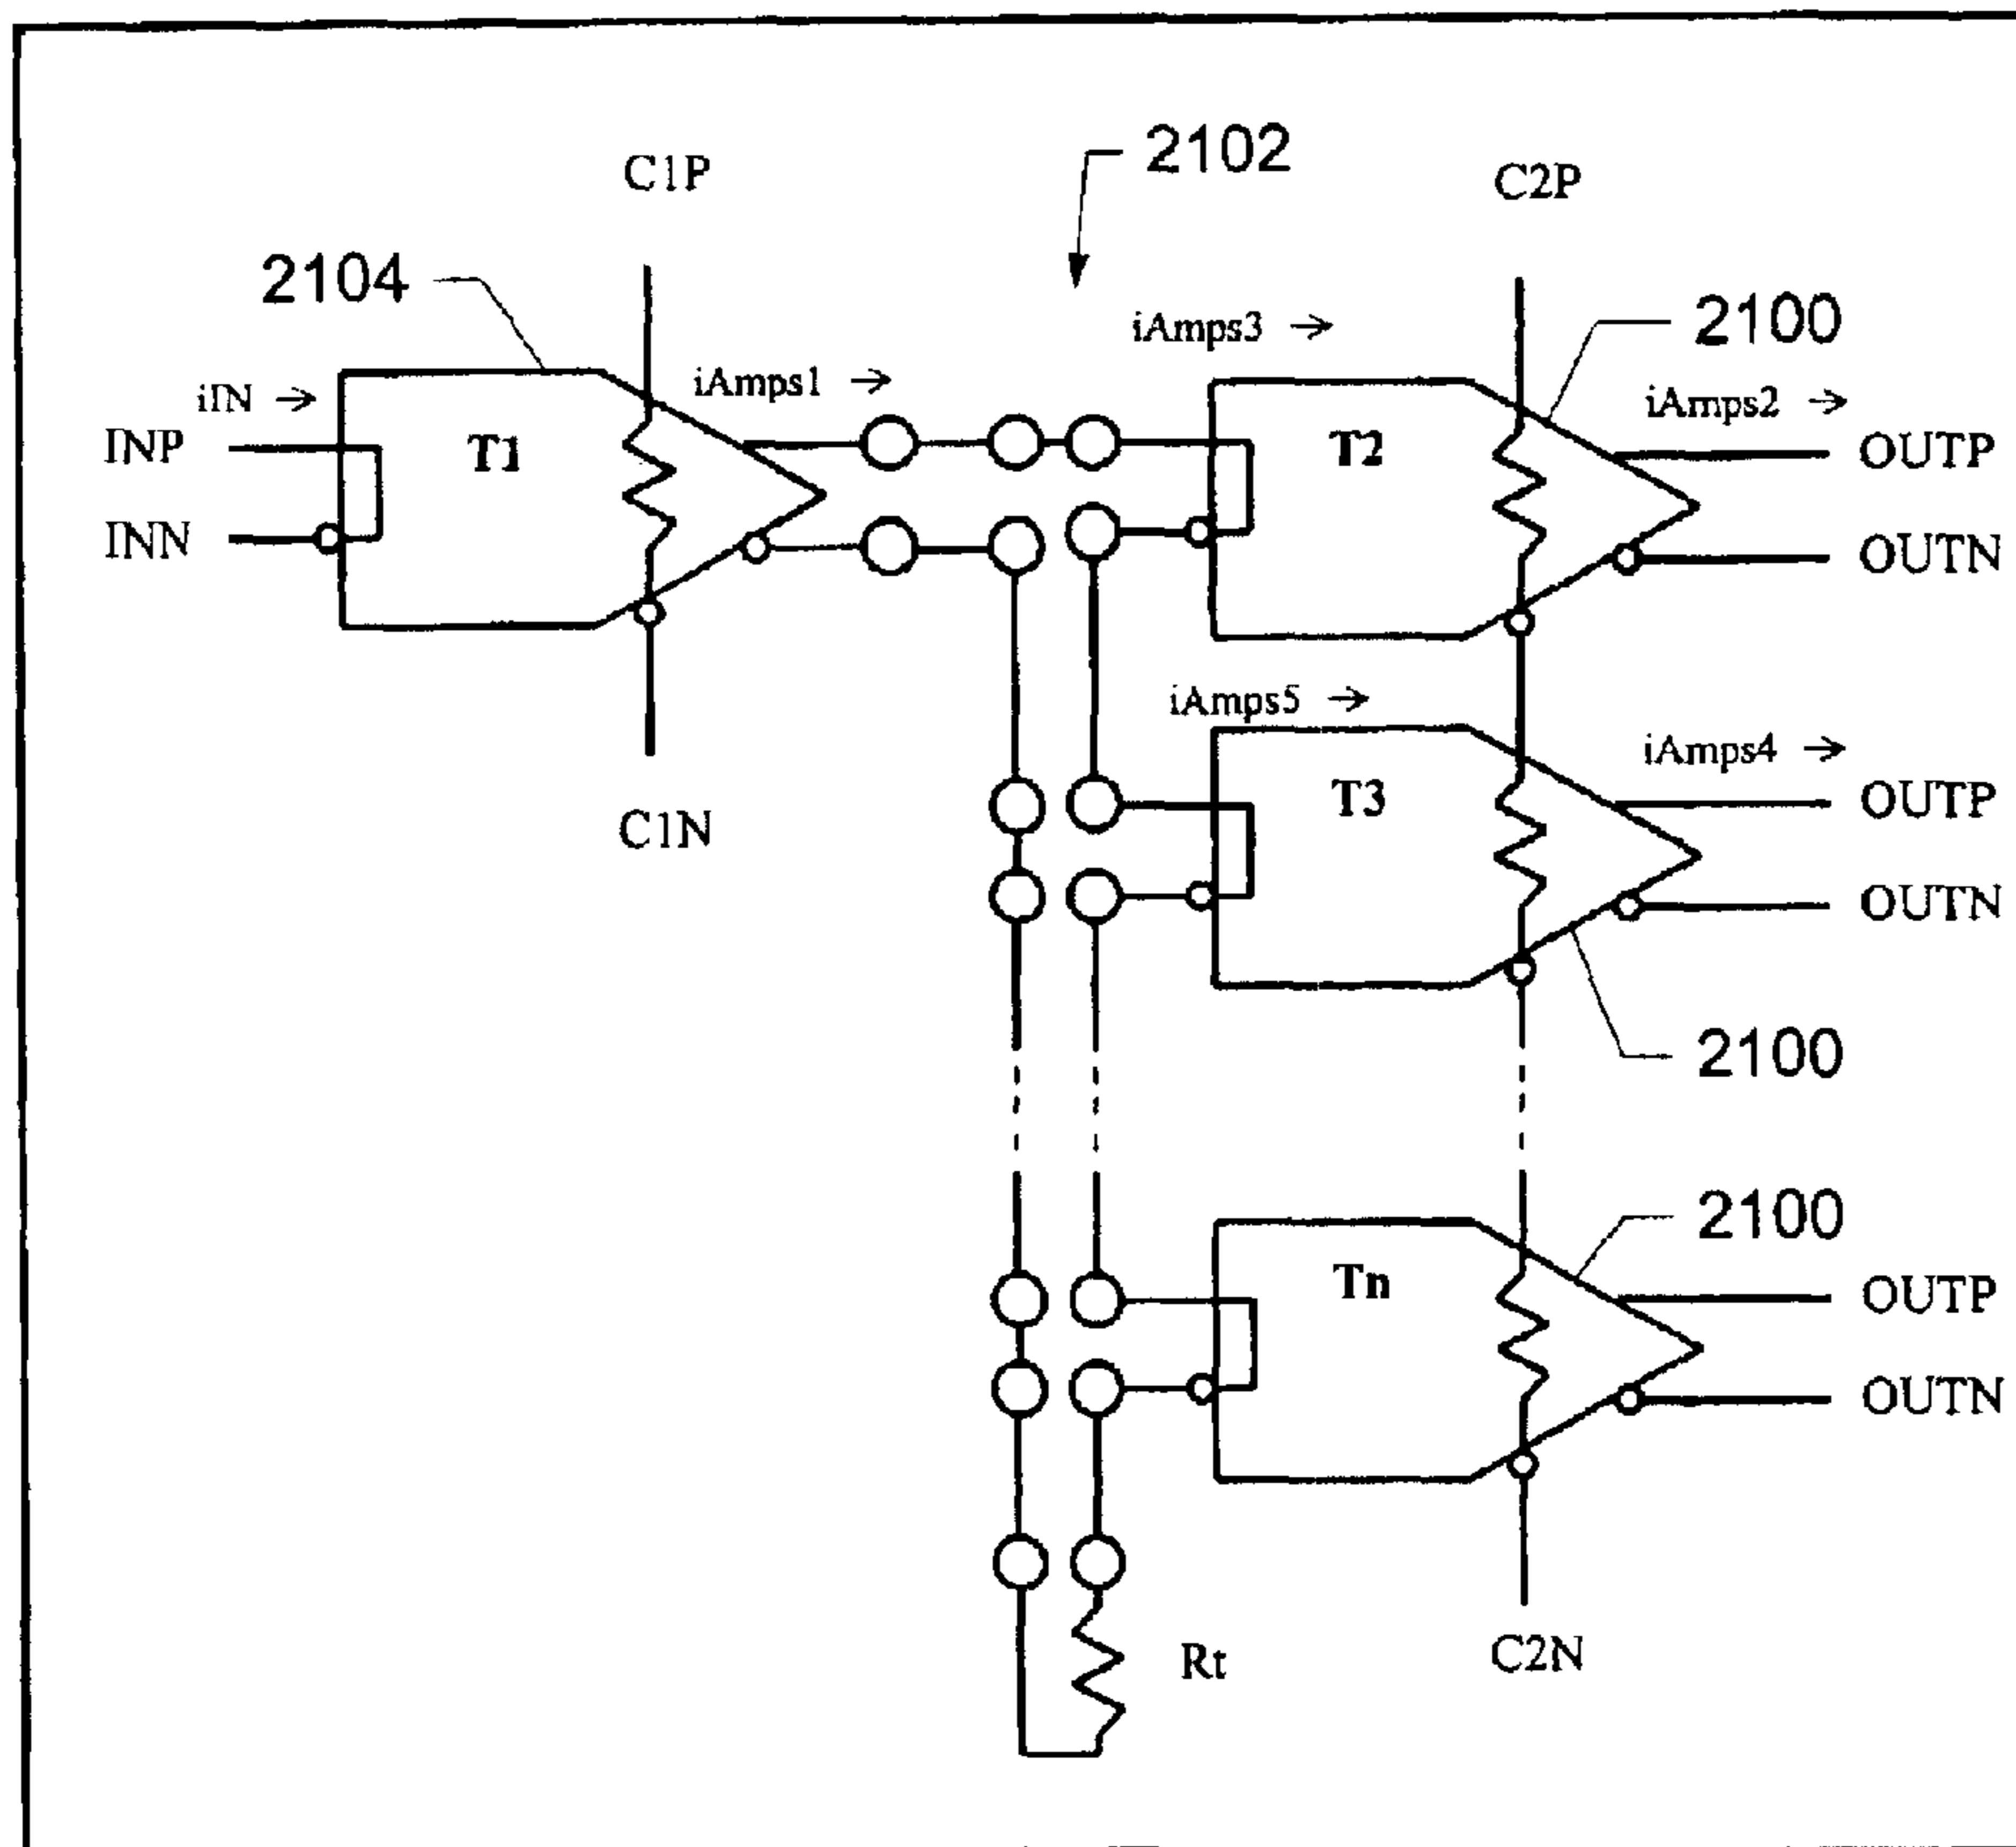 2102
C1P
C2P
2104
iAmps3 →
2100
iIN →
iAmps1 →
iAmps2 →
INP
T1
T2
OUTP
INN
OUTN
iAmps5 →
iAmps4 →
C1N
T3
OUTP
OUTN
2100
2100
Tn
OUTP
OUTN
Rt
C2N